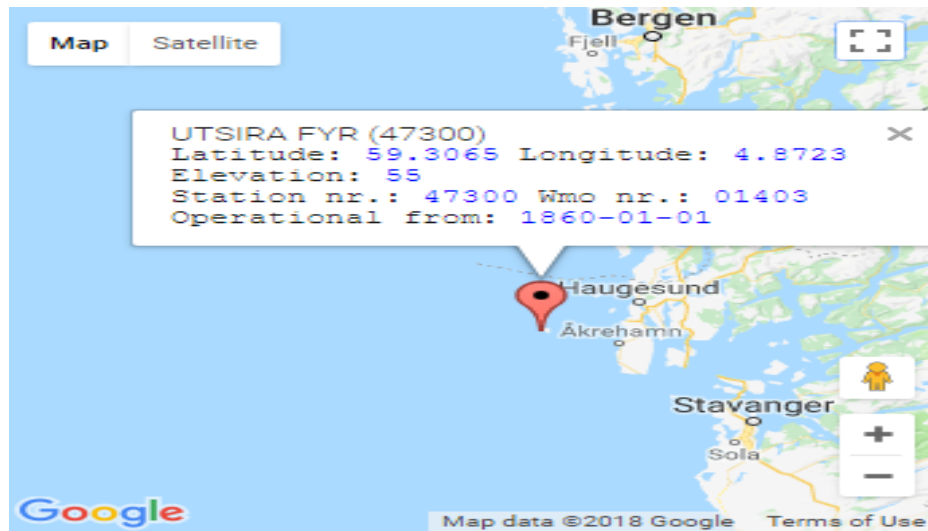 Map Satellite
Bergen
Fjell
UTSIRA FYR (47300)
Latitude: 59.3065 Longitude: 4.8723
Elevation: 55
Station nr.: 47300 Wmo nr.: 01403
Operational from: 1860-01-01
Haugesund
Åkrehamn
Stavanger
Sola
Google
Map data ©2018 Google Terms of Use